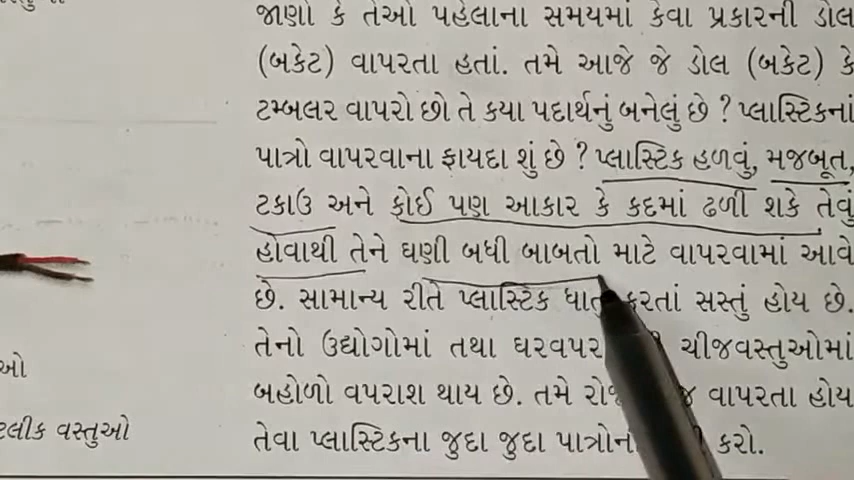 જાણો કે તેઓ પહેલાના સમયમાં કેવા પ્રકારની ડોલ
(બકેટ) વાપરતા હતાં. તમે આજે જે ડોલ (બકેટ) કે
ટમ્બલર વાપરો છો તે કયા પદાર્થનું બનેલું છે ? પ્લાસ્ટિકનાં
પાત્રો વાપરવાના ફાયદા શું છે ? પ્લાસ્ટિક હળવું, મજબૂત,
ટકાઉ અને કોઈ પણ આકાર કે કદમાં ઢળી શકે તેવું
હોવાથી તેને ઘણી બધી બાબતો માટે વાપરવામાં આવે
છે. સામાન્ય રીતે પ્લાસ્ટિક ધાતુ કરતાં સસ્તું હોય છે.
તેનો ઉદ્યોગોમાં તથા ઘરવપર ચીજવસ્તુઓમાં
બહોળો વપરાશ થાય છે. તમે વાપરતા હોય
તેવા પ્લાસ્ટિકના જુદા જુદા પાત્રોન કરો.
ઓ
ટલીક વસ્તુઓ